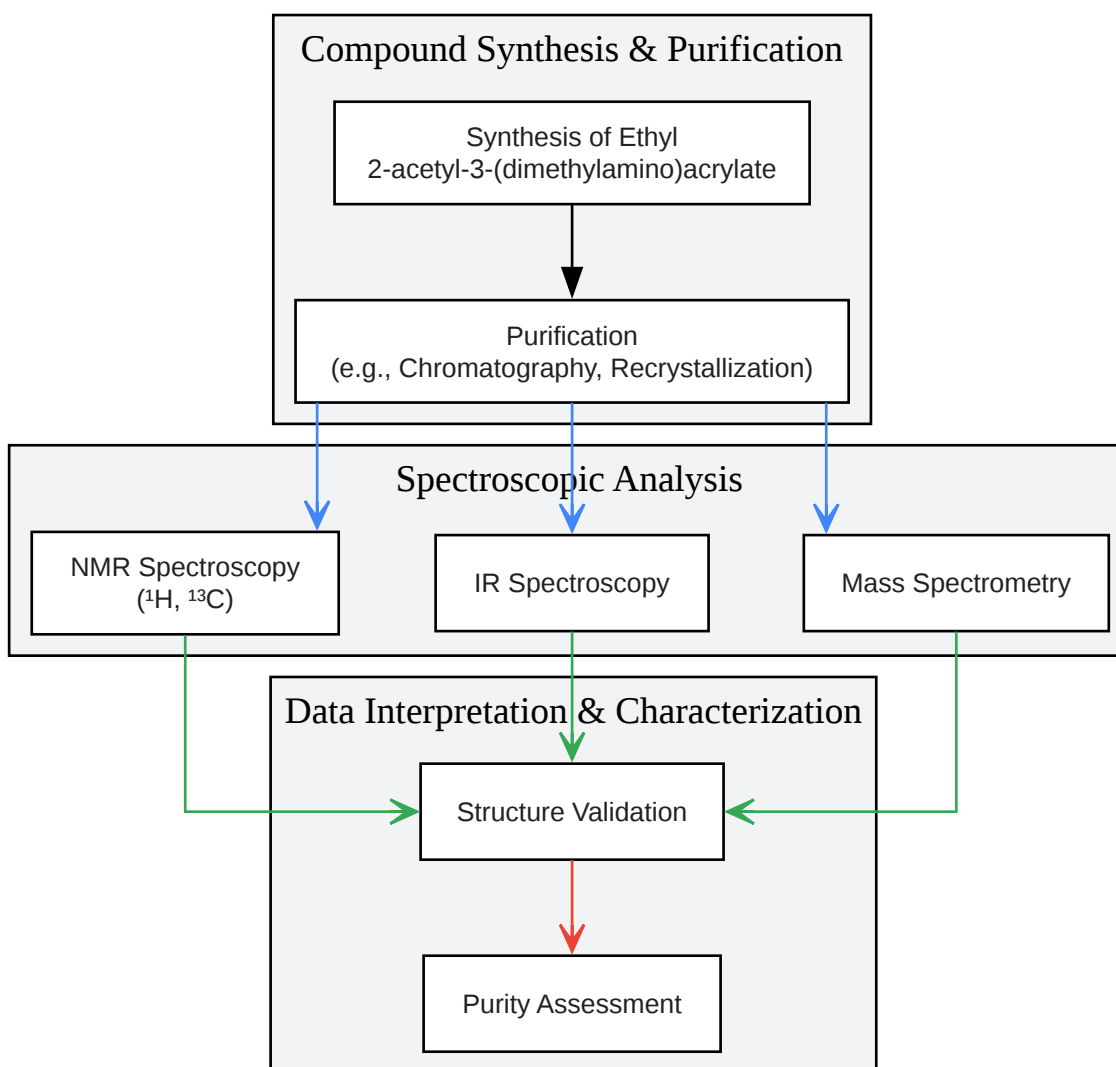 Compound Synthesis & Purification
Synthesis of Ethyl
2-acetyl-3-(dimethylamino)acrylate
Purification
(e.g., Chromatography, Recrystallization)
Spectroscopic Analysis
NMR Spectroscopy
(¹H, ¹³C)
IR Spectroscopy
Mass Spectrometry
Data Interpretation & Characterization
Structure Validation
Purity Assessment